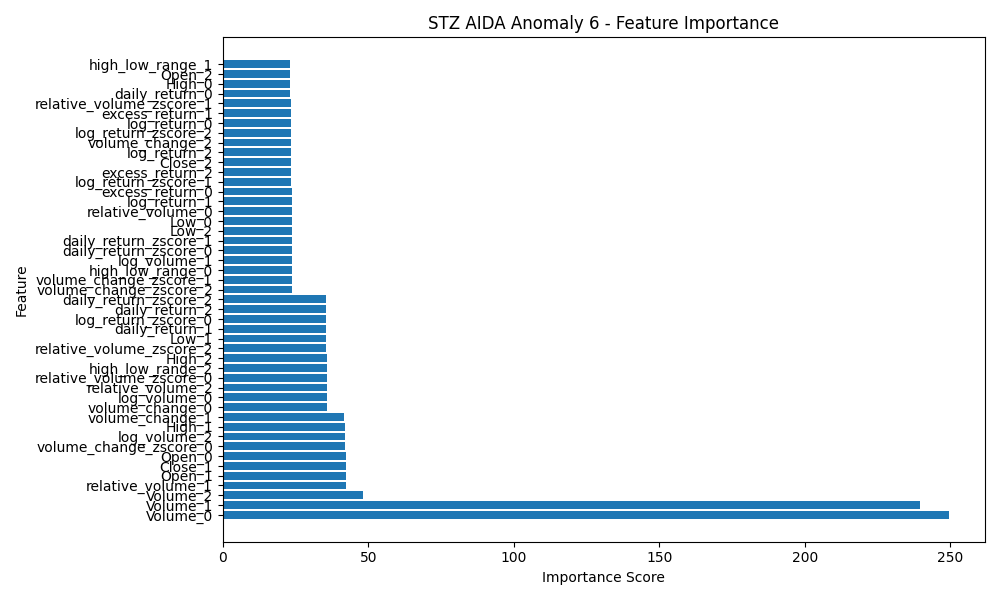 STZ AIDA Anomaly 6 - Feature Importance
high_low_range_1
Open_2
High_0
daily_return_0
relative_volume_zscore_1
excess_return_1
log_return_0
log_return_zscore_2
volume_change_2
log_return_2
Close_2
excess_return_2
log_return_zscore_1
excess_return_0
log_return_1
relative_volume_0
Low_0
Low_2
daily_return_zscore_1
daily_return_zscore_0
log_volume_1
high_low_range_0
volume_change_zscore_1
volume_change_zscore_2
daily_return_zscore_2
daily_return_2
log_return_zscore_0
daily_return_1
Low_1
relative_volume_zscore_2
High_2
high_low_range_2
relative_volume_zscore_0
relative_volume_2
log_volume_0
volume_change_0
volume_change_1
High_1
log_volume_2
volume_change_zscore_0
Open_0
Close_1
Open_1
relative_volume_1
Volume_2
Volume_1
Volume_0
Feature
0 50 100 150 200 250
Importance Score